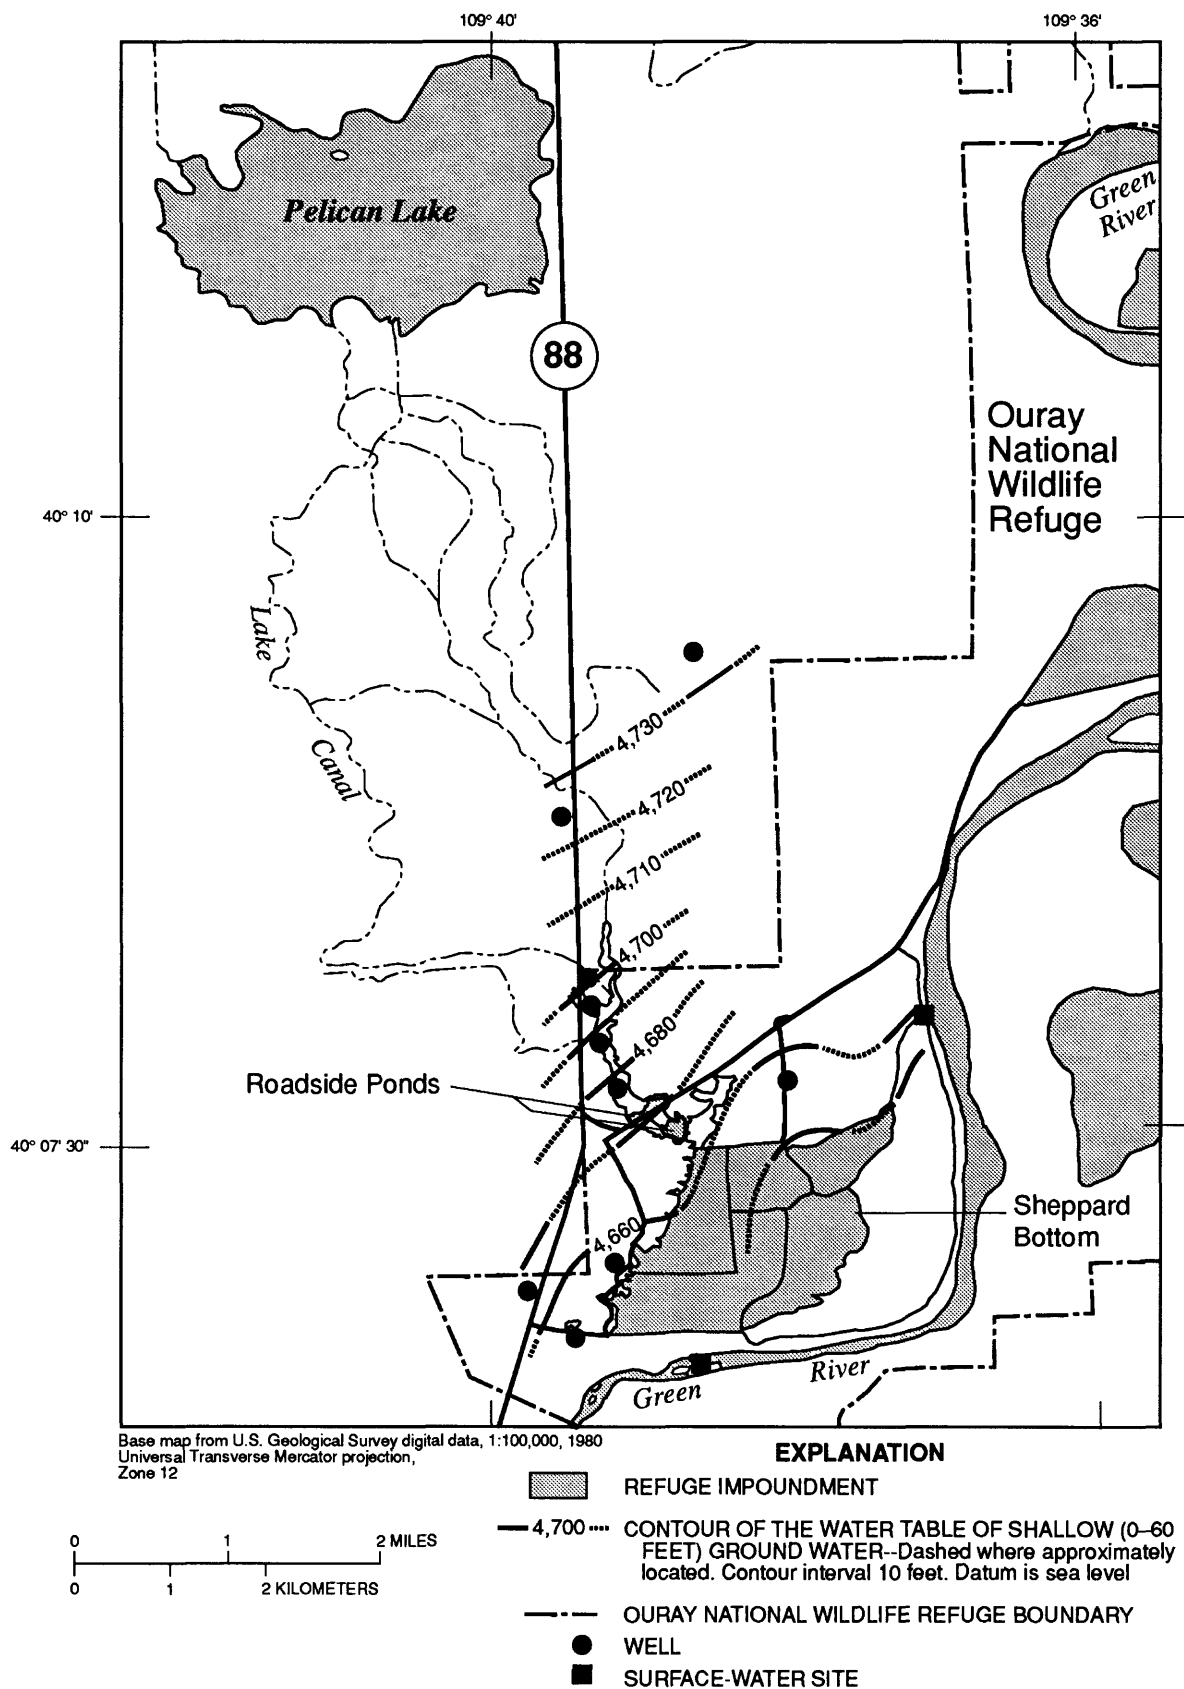 109° 40'
109° 36'
Pelican Lake
Green
River
88
Ouray
National
Wildlife
Refuge
40° 10'
Lake
Canal
4,730
4,720
4,710
4,700
4,680
Roadside Ponds
40° 07' 30"
4,660
Sheppard
Bottom
Green
River
Base map from U.S. Geological Survey digital data, 1:100,000, 1980
Universal Transverse Mercator projection,
Zone 12
0 1 2 MILES
0 1 2 KILOMETERS
EXPLANATION
REFUGE IMPOUNDMENT
4,700
CONTOUR OF THE WATER TABLE OF SHALLOW (0–60
FEET) GROUND WATER--Dashed where approximately
located. Contour interval 10 feet. Datum is sea level
OURAY NATIONAL WILDLIFE REFUGE BOUNDARY
WELL
SURFACE-WATER SITE